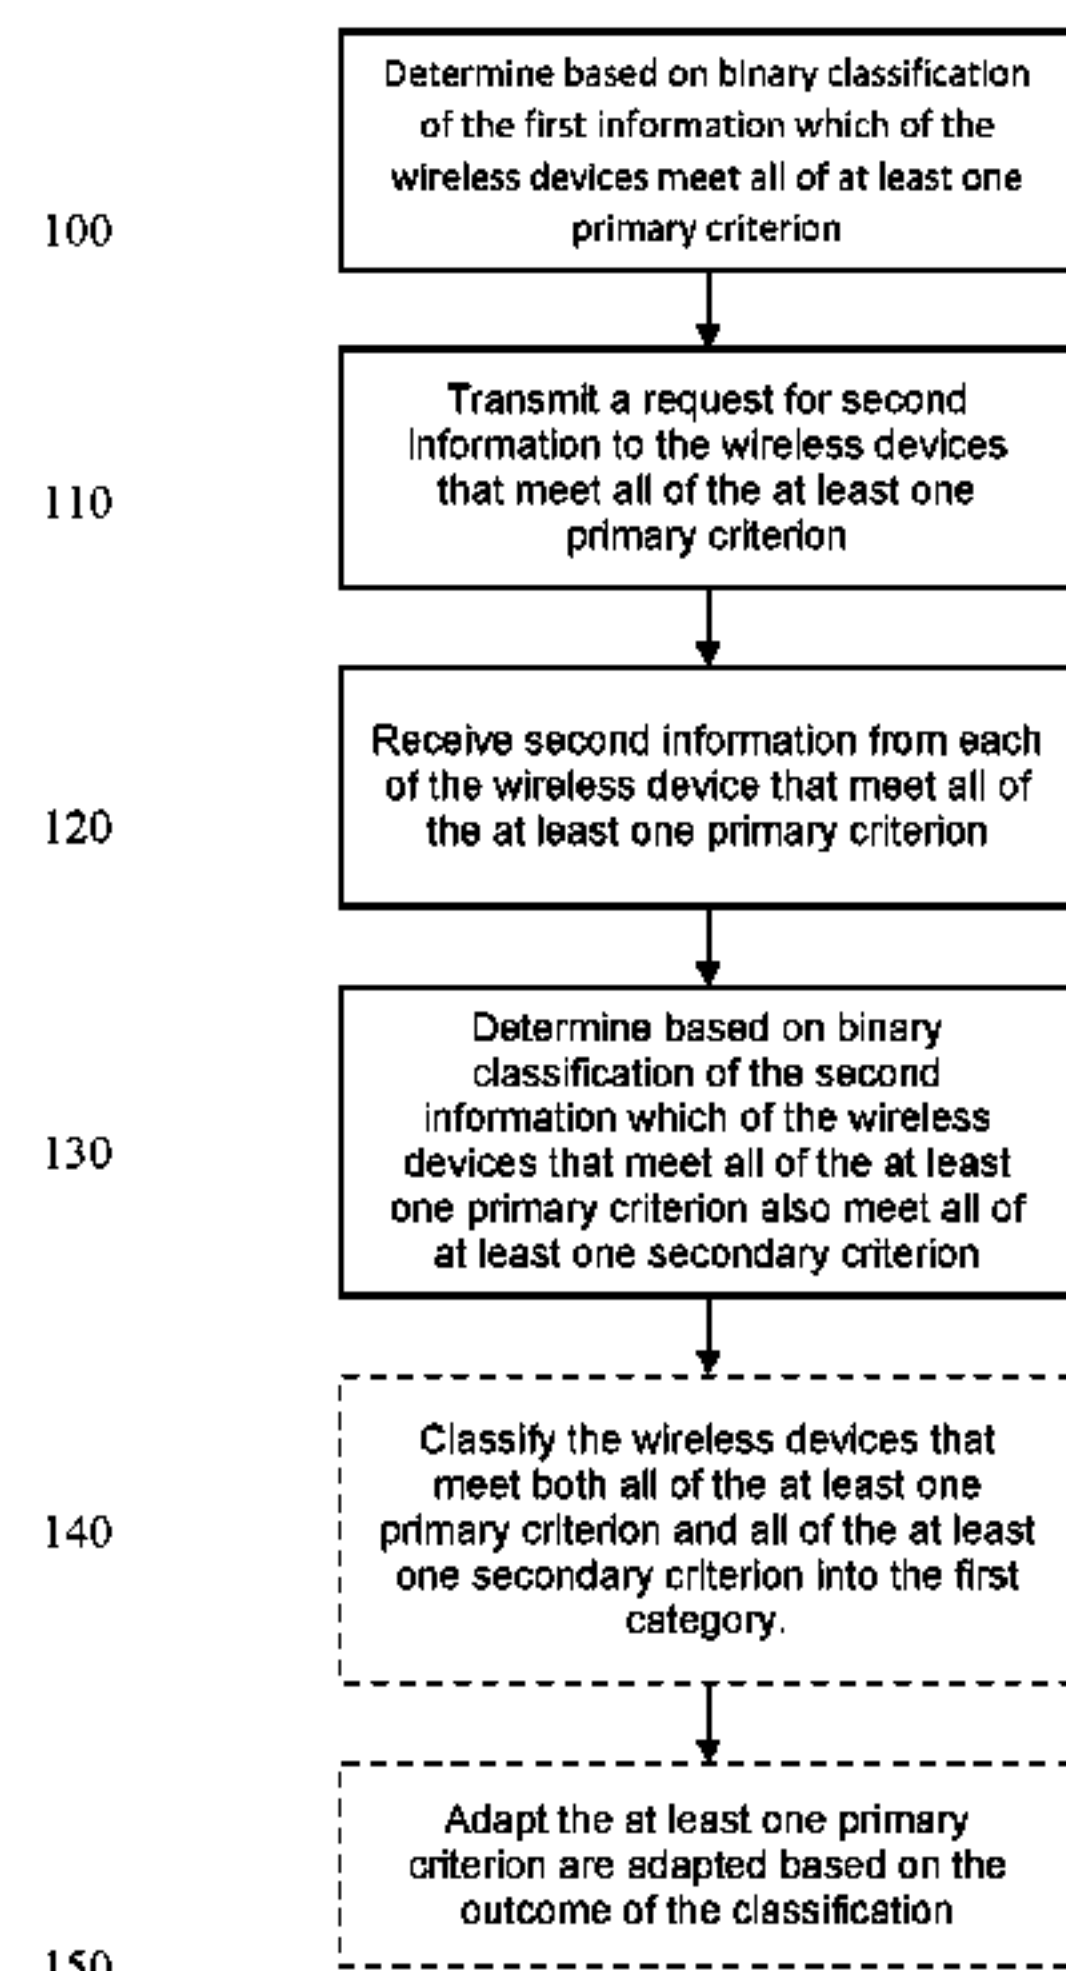 Determine based on binary classification
of the first information which of the
wireless devices meet all of at least one
primary criterion
100
Transmit a request for second
Information to the wireless devices
that meet all of the at least one
primary criterion
110
Receive second information from each
of the wireless device that meet all of
the at least one primary criterion
120
Determine based on binary
classification of the second
information which of the wireless
devices that meet all of the at least
one primary criterion also meet all of
at least one secondary criterion
130
Classify the wireless devices that
meet both all of the at least one
primary criterion and all of the at least
one secondary criterion into the first
category.
140
Adapt the at least one primary
criterion are adapted based on the
outcome of the classification
150